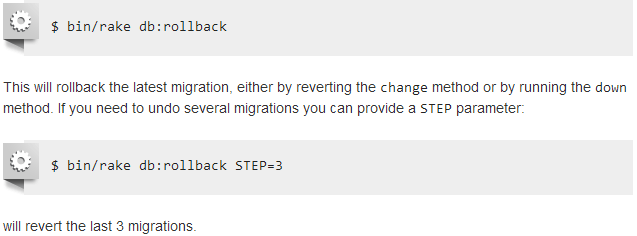 $ bin/rake db:rollback
This will rollback the latest migration, either by reverting the change method or by running the down
method. If you need to undo several migrations you can provide a STEP parameter:
$ bin/rake db:rollback STEP=3
will revert the last 3 migrations.